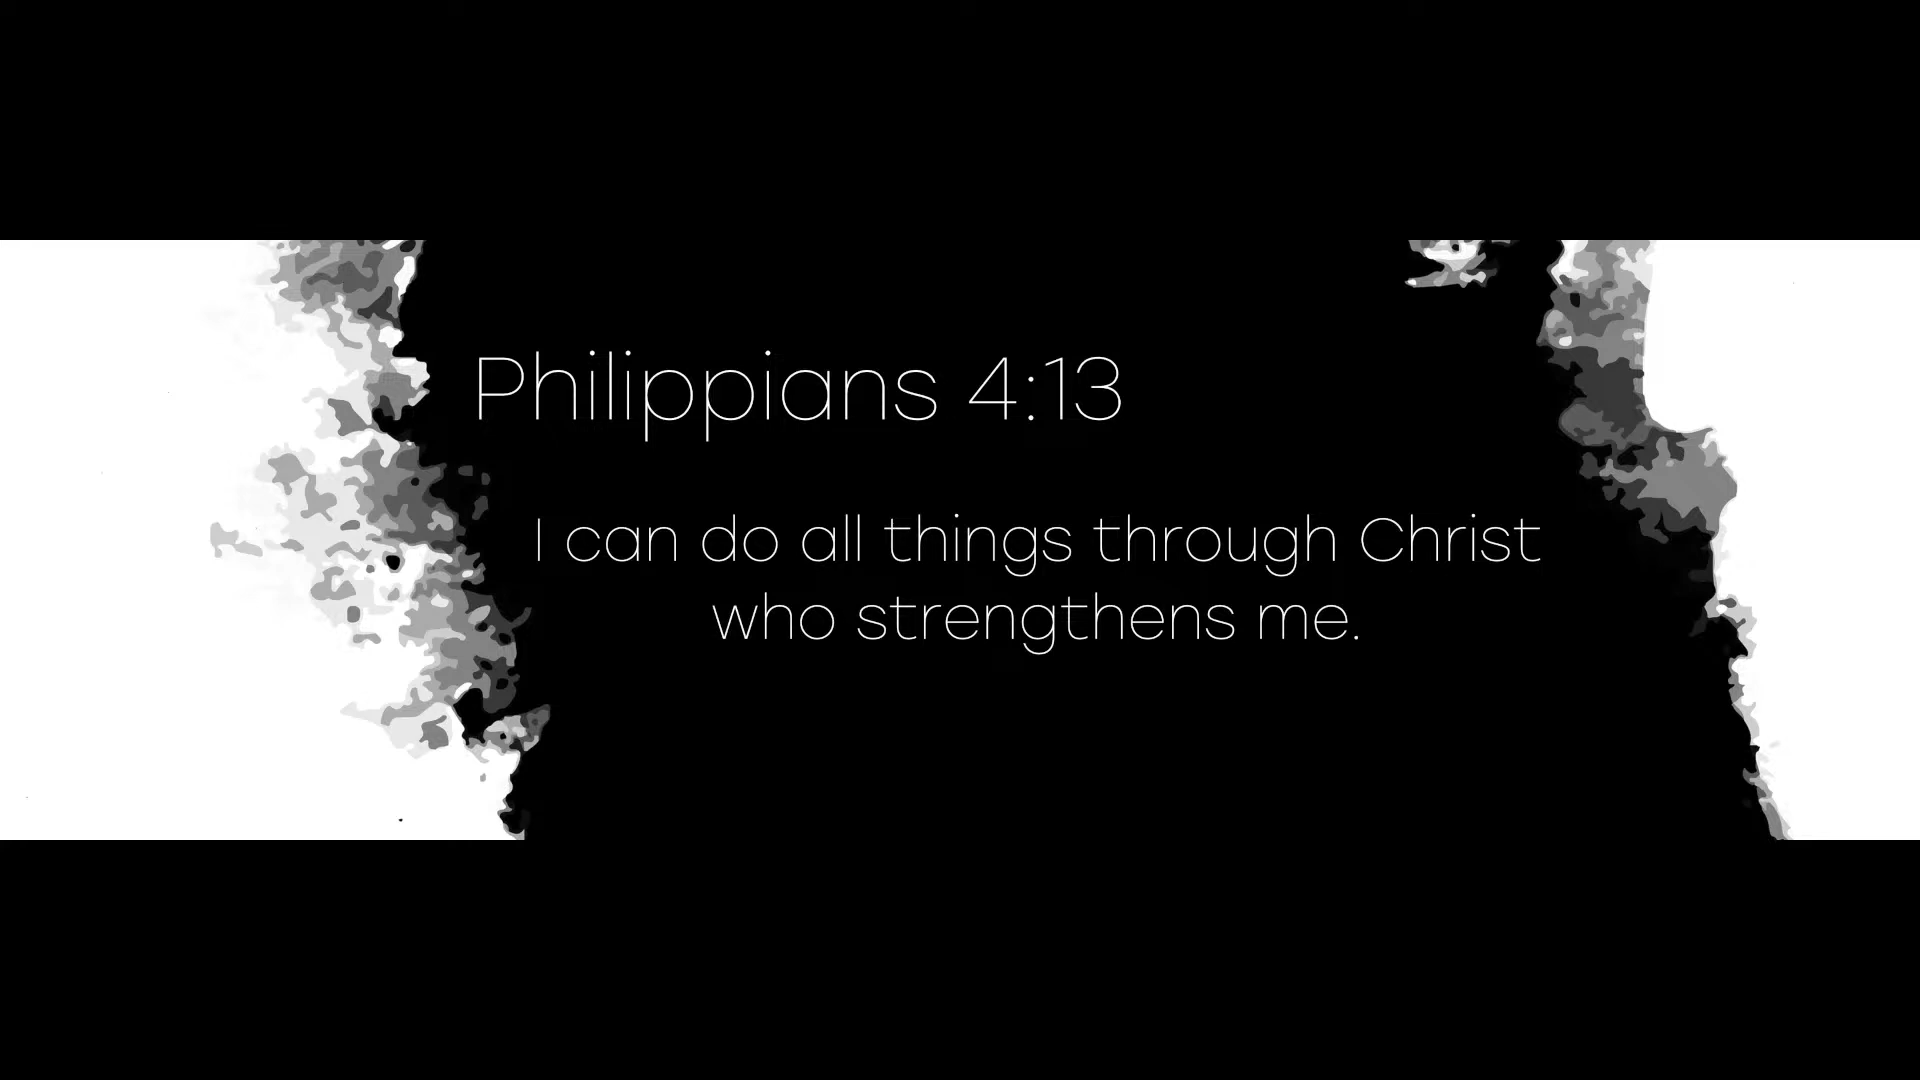 Philippians 4:13
I can do all things through Christ
who strengthens me.